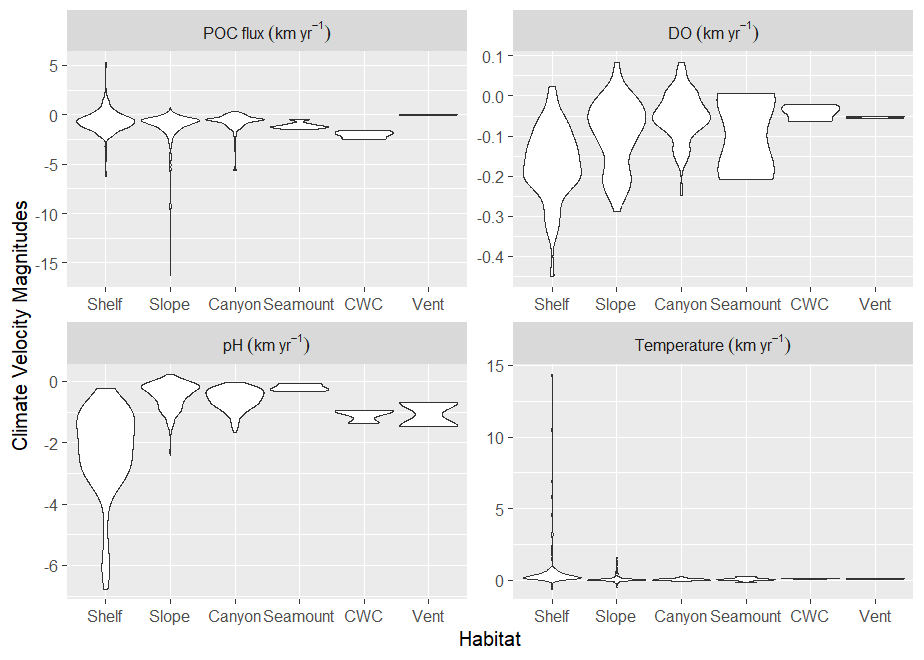 POC flux (km yr⁻¹)
DO (km yr⁻¹)
5
0
-5
-10
-15
0.1
0.0
-0.1
-0.2
-0.3
-0.4
Shelf Slope Canyon Seamount CWC Vent
Shelf Slope Canyon Seamount CWC Vent
Climate Velocity Magnitudes
pH (km yr⁻¹)
Temperature (km yr⁻¹)
0
-2
-4
-6
15
10
5
0
Shelf Slope Canyon Seamount CWC Vent
Shelf Slope Canyon Seamount CWC Vent
Habitat